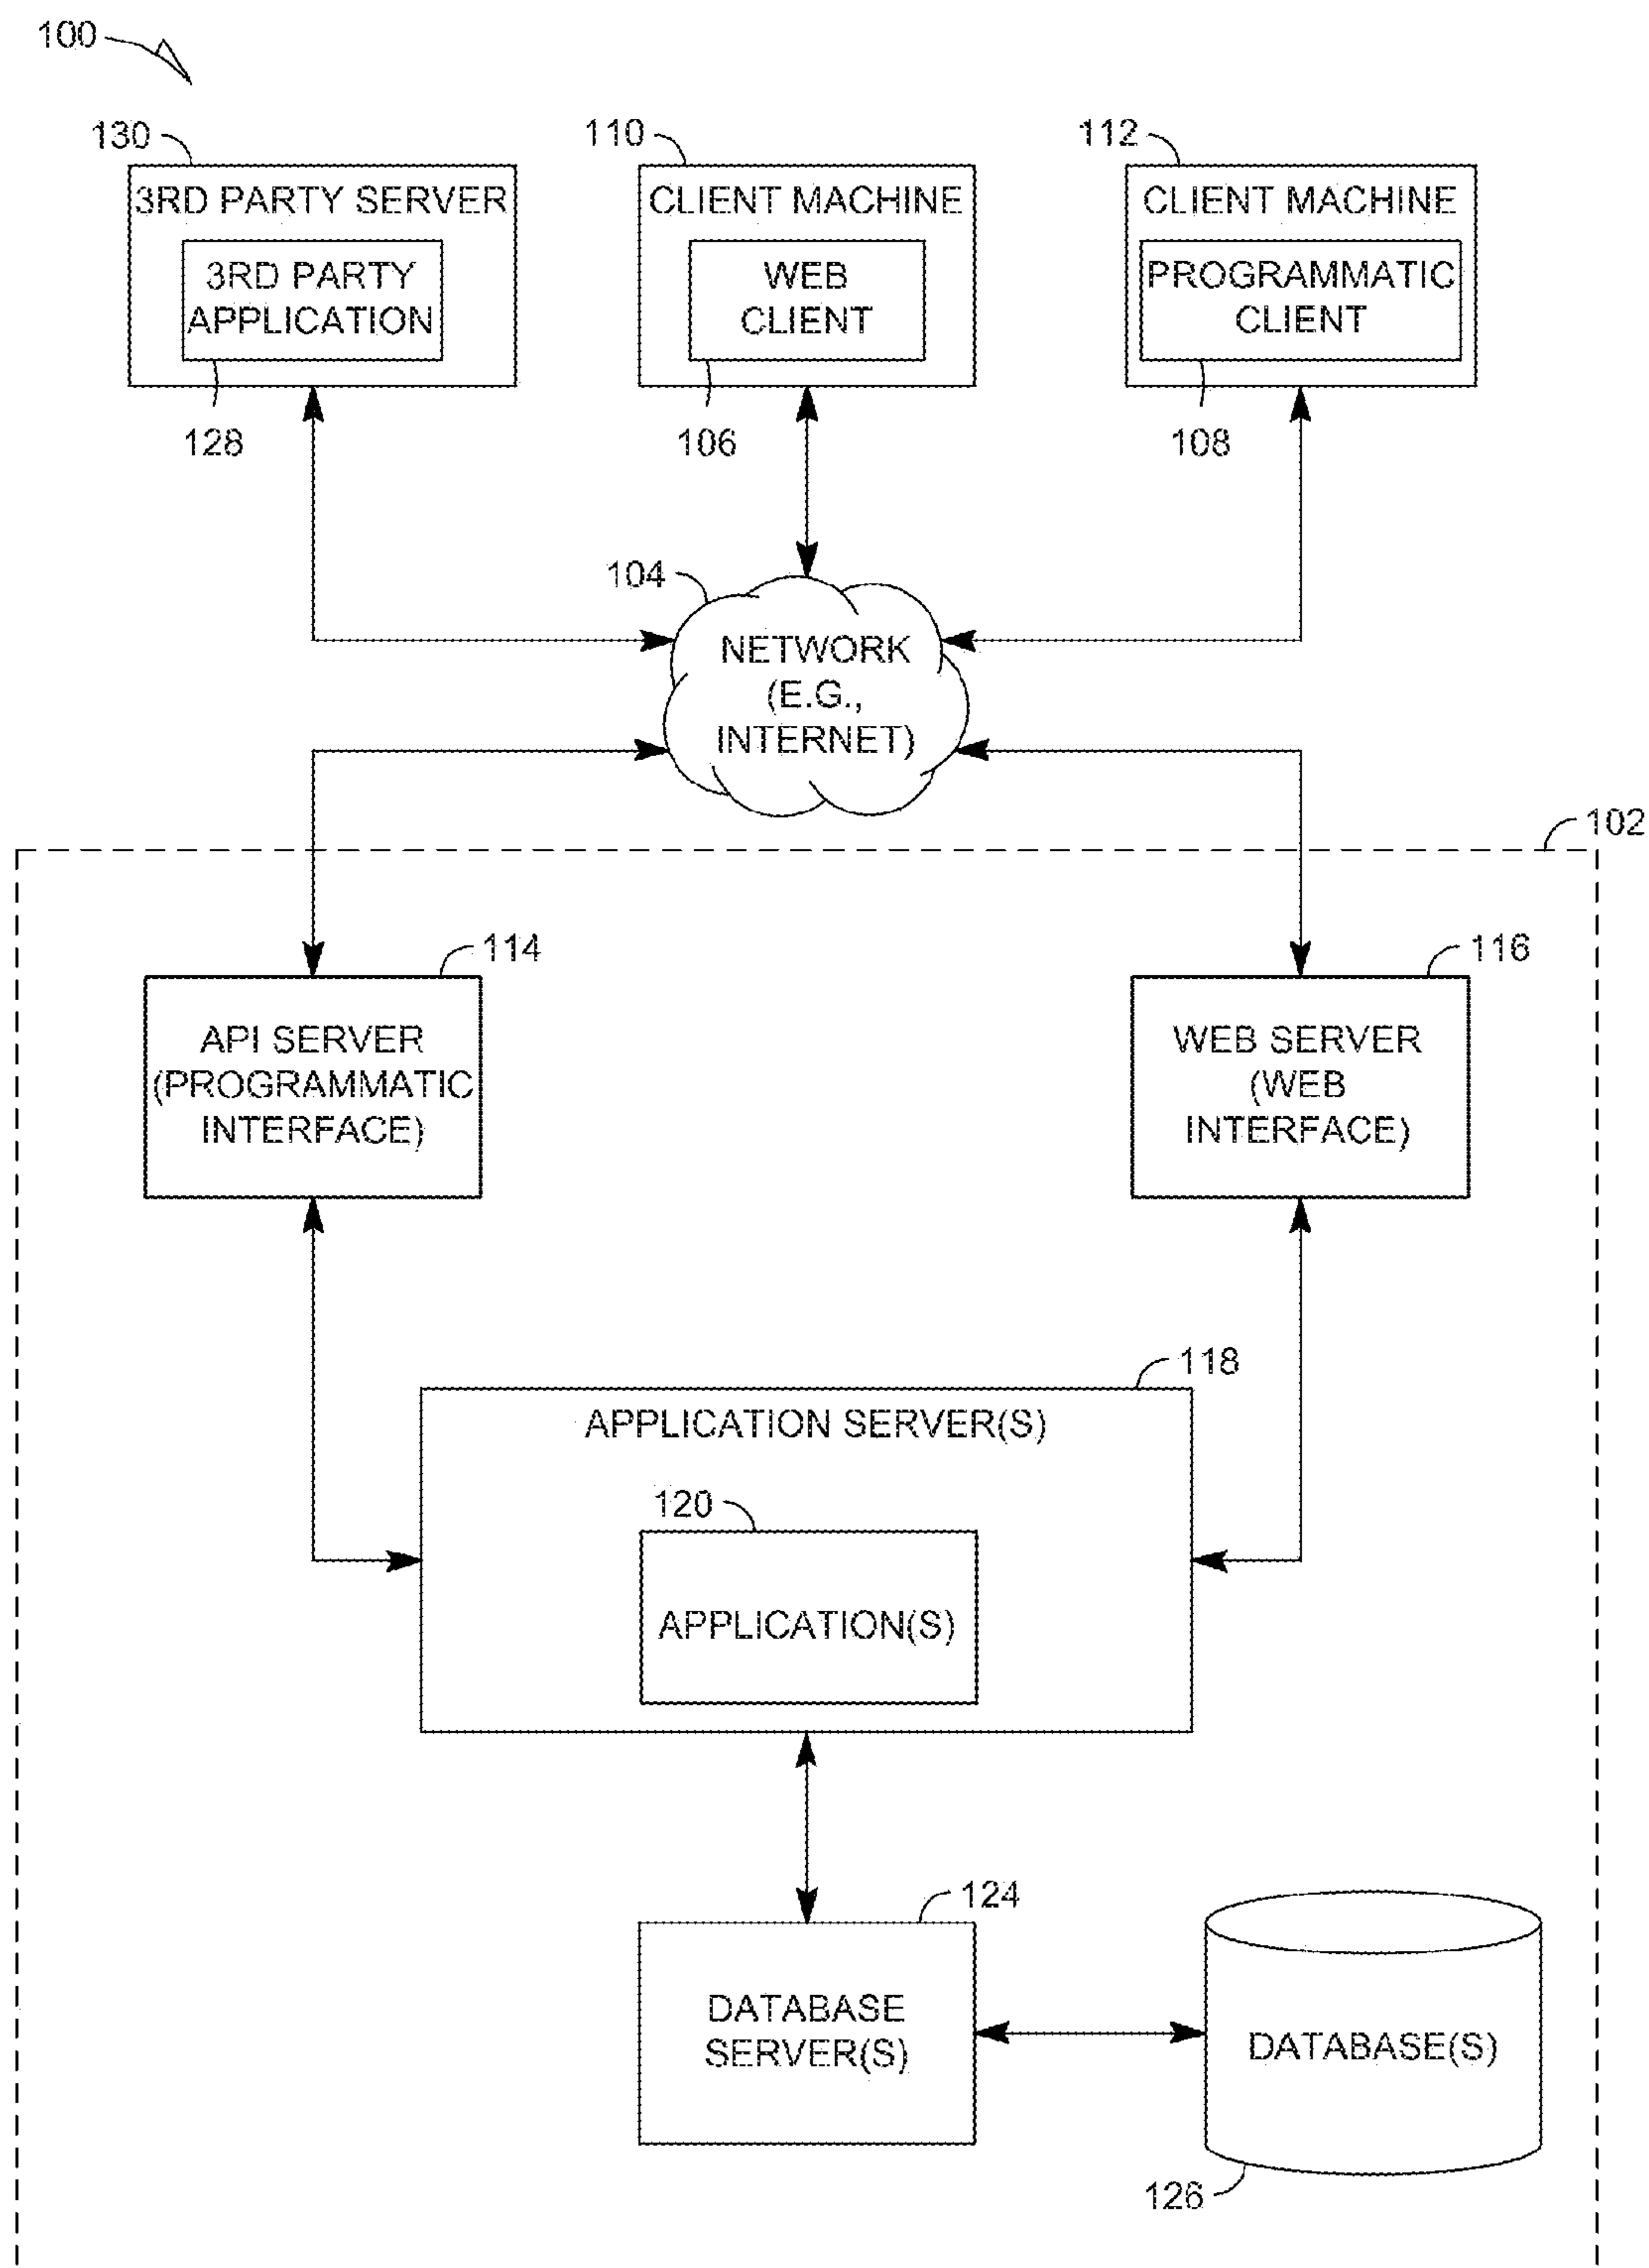 100
130
3RD PARTY SERVER
3RD PARTY
APPLICATION
128
110
CLIENT MACHINE
WEB
CLIENT
106
112
CLIENT MACHINE
PROGRAMMATIC
CLIENT
108
104
NETWORK
(E.G.,
INTERNET)
102
114
API SERVER
(PROGRAMMATIC
INTERFACE)
116
WEB SERVER
(WEB
INTERFACE)
118
APPLICATION SERVER(S)
120
APPLICATION(S)
124
DATABASE
SERVER(S)
DATABASE(S)
126